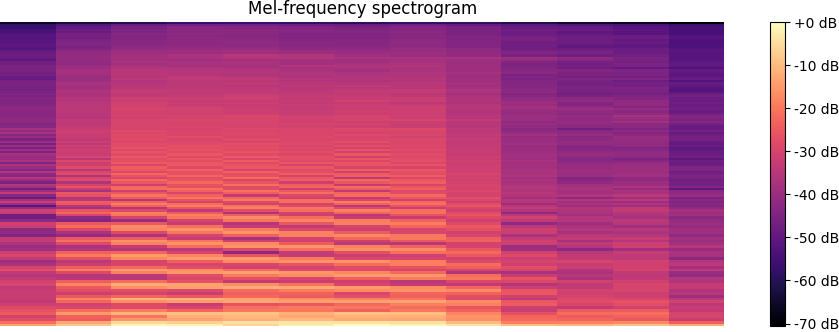 Mel-frequency spectrogram
+0 dB
-10 dB
-20 dB
-30 dB
-40 dB
-50 dB
-60 dB
-70 dB